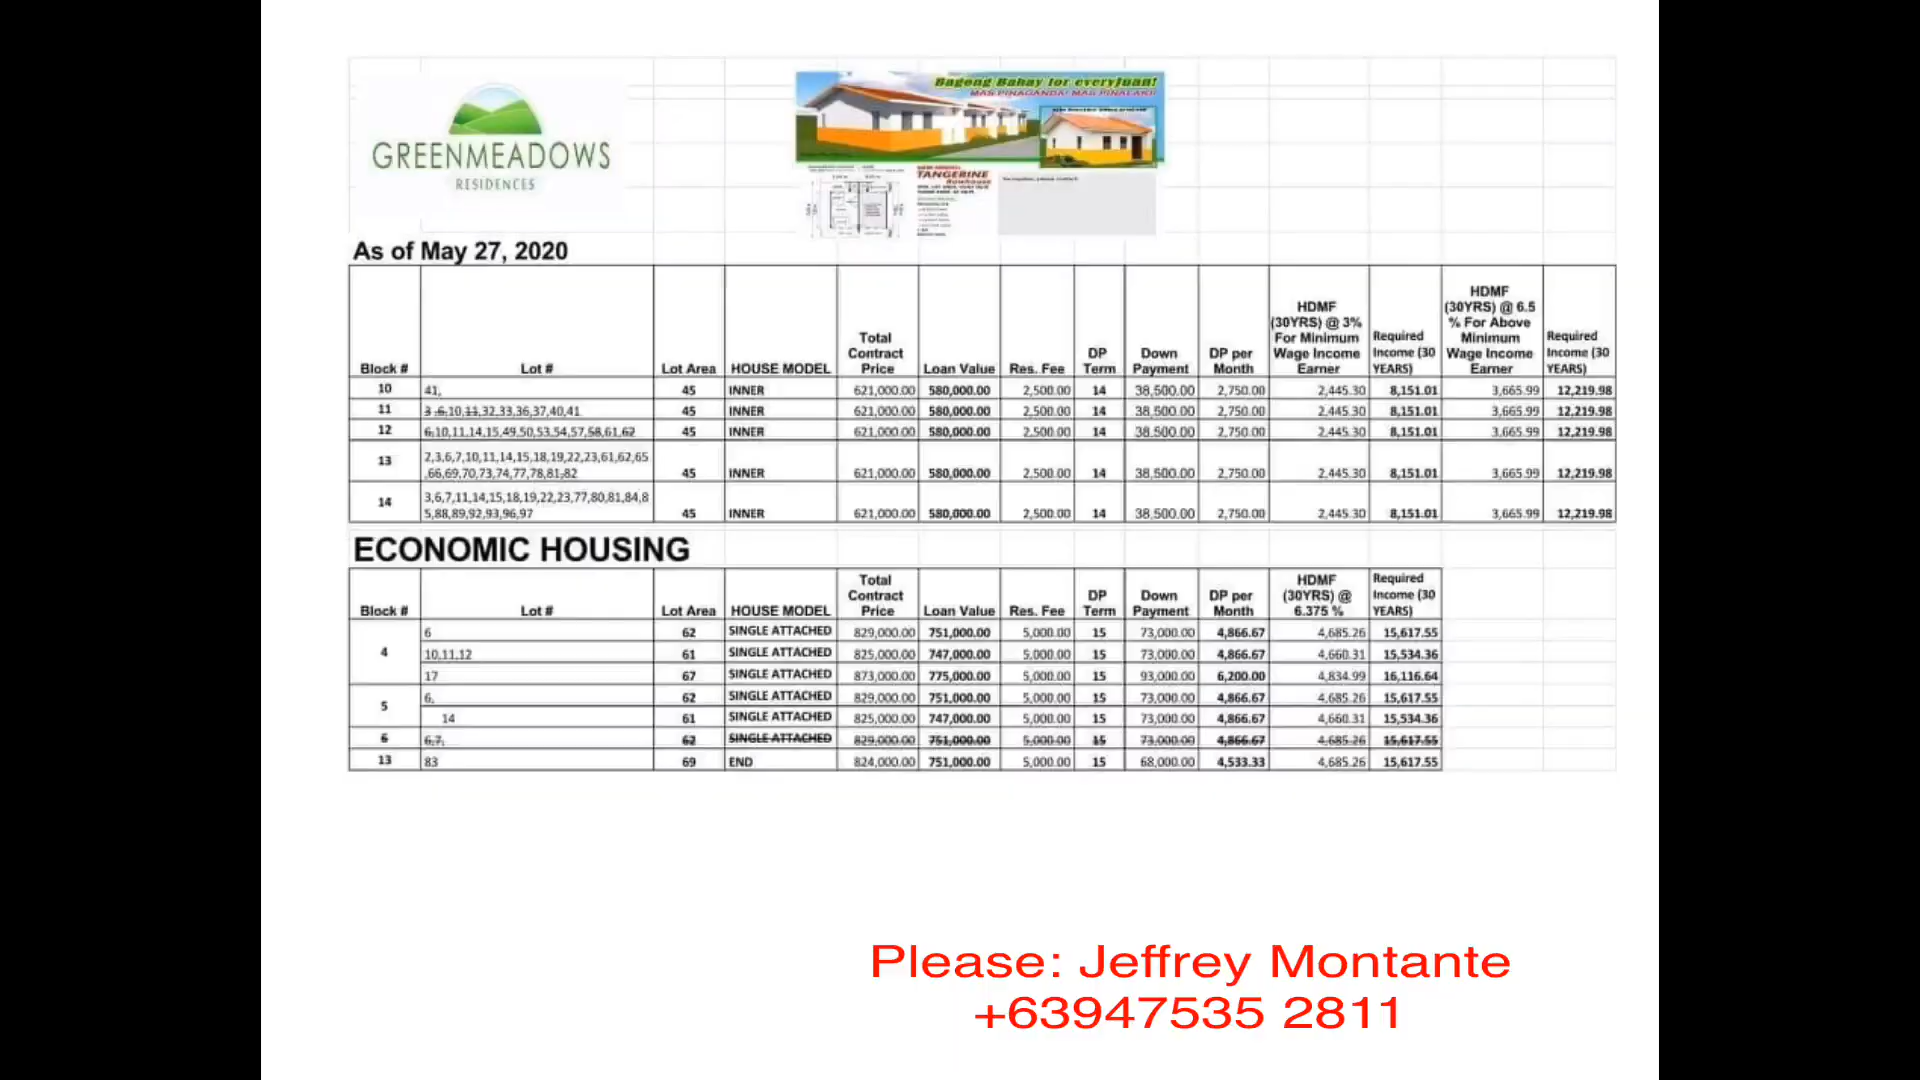 GREENMEADOWS
RESIDENCES
Bagong Bahay for everyJuan!
MAS PINAGANDA! MAS PINALAKI!
TANGERINE
Rowhouse
As of May 27, 2020
Block # Lot # Lot Area HOUSE MODEL Total Contract Price Loan Value Res. Fee DP Term Down Payment DP per Month HDMF (30YRS) @ 3% For Minimum Wage Income Earner Required Income (30 YEARS) HDMF (30YRS) @ 6.5 % For Above Minimum Wage Income Earner Required Income (30 YEARS)
10 41, 45 INNER 621,000.00 580,000.00 2,500.00 14 38,500.00 2,750.00 2,445.30 8,151.01 3,665.99 12,219.98
11 3 ,6,10,11,32,33,36,37,40,41 45 INNER 621,000.00 580,000.00 2,500.00 14 38,500.00 2,750.00 2,445.30 8,151.01 3,665.99 12,219.98
12 6,10,11,14,15,49,50,53,54,57,58,61,62 45 INNER 621,000.00 580,000.00 2,500.00 14 38,500.00 2,750.00 2,445.30 8,151.01 3,665.99 12,219.98
13 2,3,6,7,10,11,14,15,18,19,22,23,61,62,65
,66,69,70,73,74,77,78,81,82 45 INNER 621,000.00 580,000.00 2,500.00 14 38,500.00 2,750.00 2,445.30 8,151.01 3,665.99 12,219.98
14 3,6,7,11,14,15,18,19,22,23,77,80,81,84,8
5,88,89,92,93,96,97 45 INNER 621,000.00 580,000.00 2,500.00 14 38,500.00 2,750.00 2,445.30 8,151.01 3,665.99 12,219.98
ECONOMIC HOUSING
Block # Lot # Lot Area HOUSE MODEL Total Contract Price Loan Value Res. Fee DP Term Down Payment DP per Month HDMF (30YRS) @ 6.375 % Required Income (30 YEARS)
4 6 62 SINGLE ATTACHED 829,000.00 751,000.00 5,000.00 15 73,000.00 4,866.67 4,685.26 15,617.55
10,11,12 61 SINGLE ATTACHED 825,000.00 747,000.00 5,000.00 15 73,000.00 4,866.67 4,660.31 15,534.36
17 67 SINGLE ATTACHED 873,000.00 775,000.00 5,000.00 15 93,000.00 6,200.00 4,834.99 16,116.64
5 6, 62 SINGLE ATTACHED 829,000.00 751,000.00 5,000.00 15 73,000.00 4,866.67 4,685.26 15,617.55
14 61 SINGLE ATTACHED 825,000.00 747,000.00 5,000.00 15 73,000.00 4,866.67 4,660.31 15,534.36
6 6,7, 62 SINGLE ATTACHED 829,000.00 751,000.00 5,000.00 15 73,000.00 4,866.67 4,685.26 15,617.55
13 83 69 END 824,000.00 751,000.00 5,000.00 15 68,000.00 4,533.33 4,685.26 15,617.55
Please: Jeffrey Montante
+63947535 2811